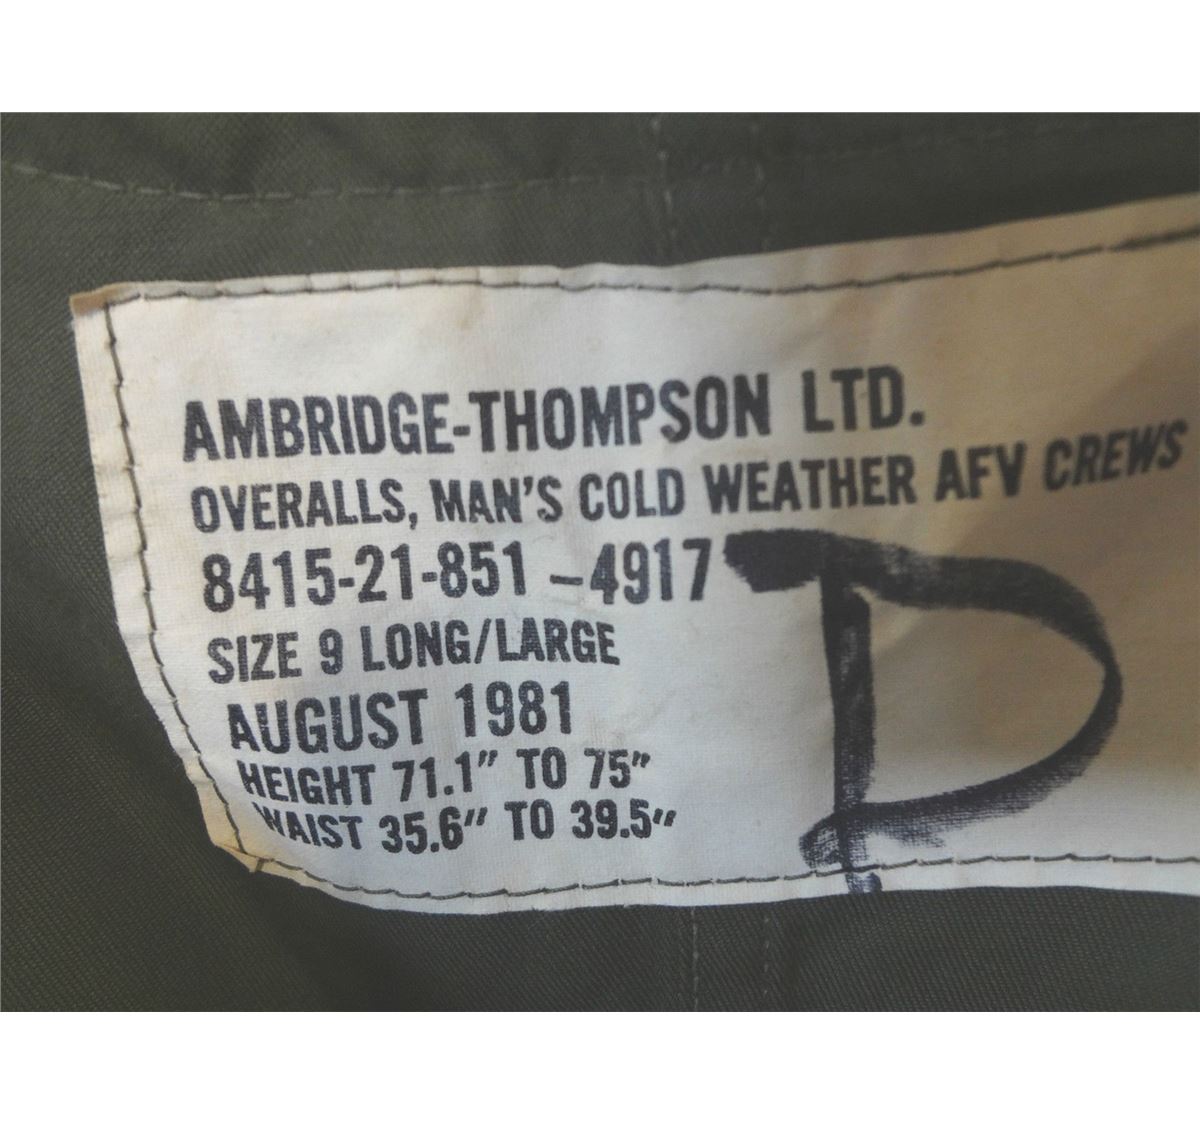 AMBRIDGE-THOMPSON LTD.
OVERALLS, MAN'S COLD WEATHER AFV CREWS
8415-21-851 -4917
SIZE 9 LONG/LARGE
AUGUST 1981
HEIGHT 71.1" TO 75"
WAIST 35.6" TO 39.5"
D